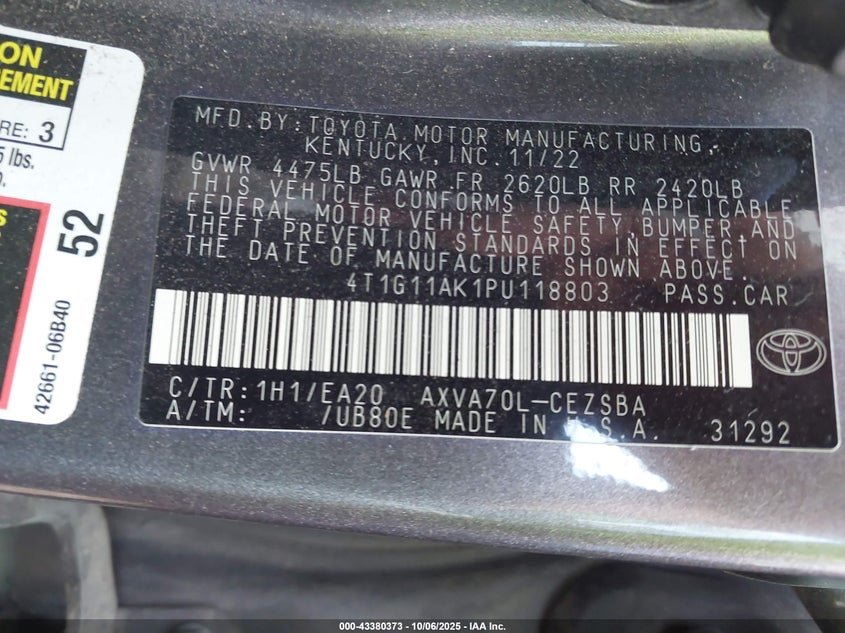 ON
EMENT
RE: 3
5 lbs.
52
42661-06B40
MFD.BY:TOYOTA MOTOR MANUFACTURING,
KENTUCKY,INC. 11/22
GVWR 4475LB GAWR FR 2620LB RR 2420LB
THIS VEHICLE CONFORMS TO ALL APPLICABLE
FEDERAL MOTOR VEHICLE SAFETY,BUMPER AND
THEFT PREVENTION STANDARDS IN EFFECT ON
THE DATE OF MANUFACTURE SHOWN ABOVE.
4T1G11AK1PU118803 PASS.CAR
C/TR:1H1/EA20 AXVA70L-CEZSBA
A/TM: /UB80E MADE IN U.S.A. 31292
000-43380373 - 10/06/2025 - IAA Inc.